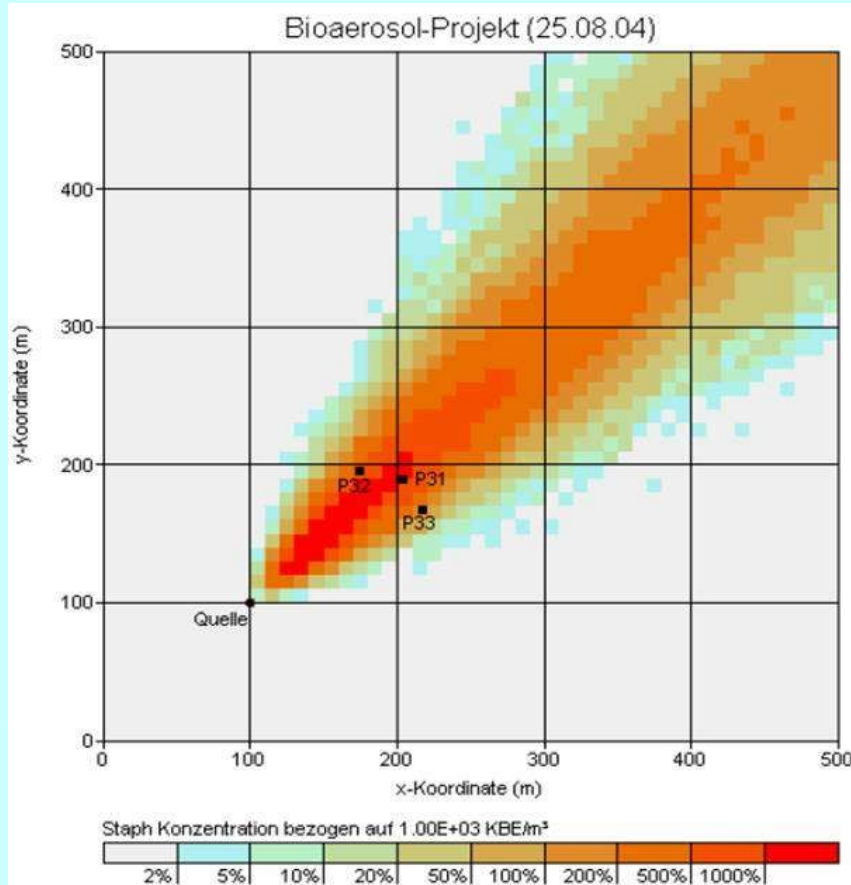 Bioaerosol-Projekt (25.08.04)
500
400
300
200
100
0
y-Koordinate (m)
P32
P31
P33
Quelle
0 100 200 300 400 500
x-Koordinate (m)
Staph Konzentration bezogen auf 1.00E+03 KBE/m³
2% 5% 10% 20% 50% 100% 200% 500% 1000%